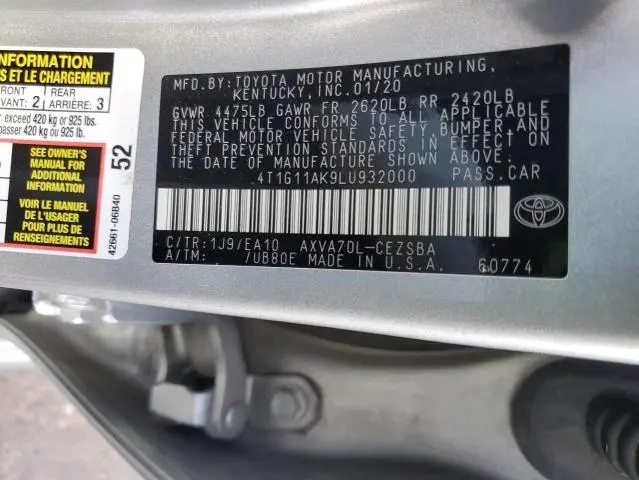 INFORMATION
S ET LE CHARGEMENT
FRONT
AVANT: 2
REAR
ARRIÈRE: 3
exceed 420 kg or 925 lbs.
passer 420 kg ou 925 lb.
SEE OWNER'S
MANUAL FOR
ADDITIONAL
INFORMATION
VOIR LE MANUEL
DE L'USAGER
POUR PLUS DE
RENSEIGNEMENTS
52
42661-06B40
MFD.BY: TOYOTA MOTOR MANUFACTURING,
KENTUCKY, INC.01/20
GVWR 4475LB GAWR FR 2620LB RR 2420LB
THIS VEHICLE CONFORMS TO ALL APPLICABLE
FEDERAL MOTOR VEHICLE SAFETY, BUMPER, AND
THEFT PREVENTION STANDARDS IN EFFECT ON
THE DATE OF MANUFACTURE SHOWN ABOVE.
4T1G11AK9LU932000 PASS.CAR
C/TR:1J9/EA10 AXVA70L-CEZSBA
A/TM: /UB80E MADE IN U.S.A. 60774
TOYOTA